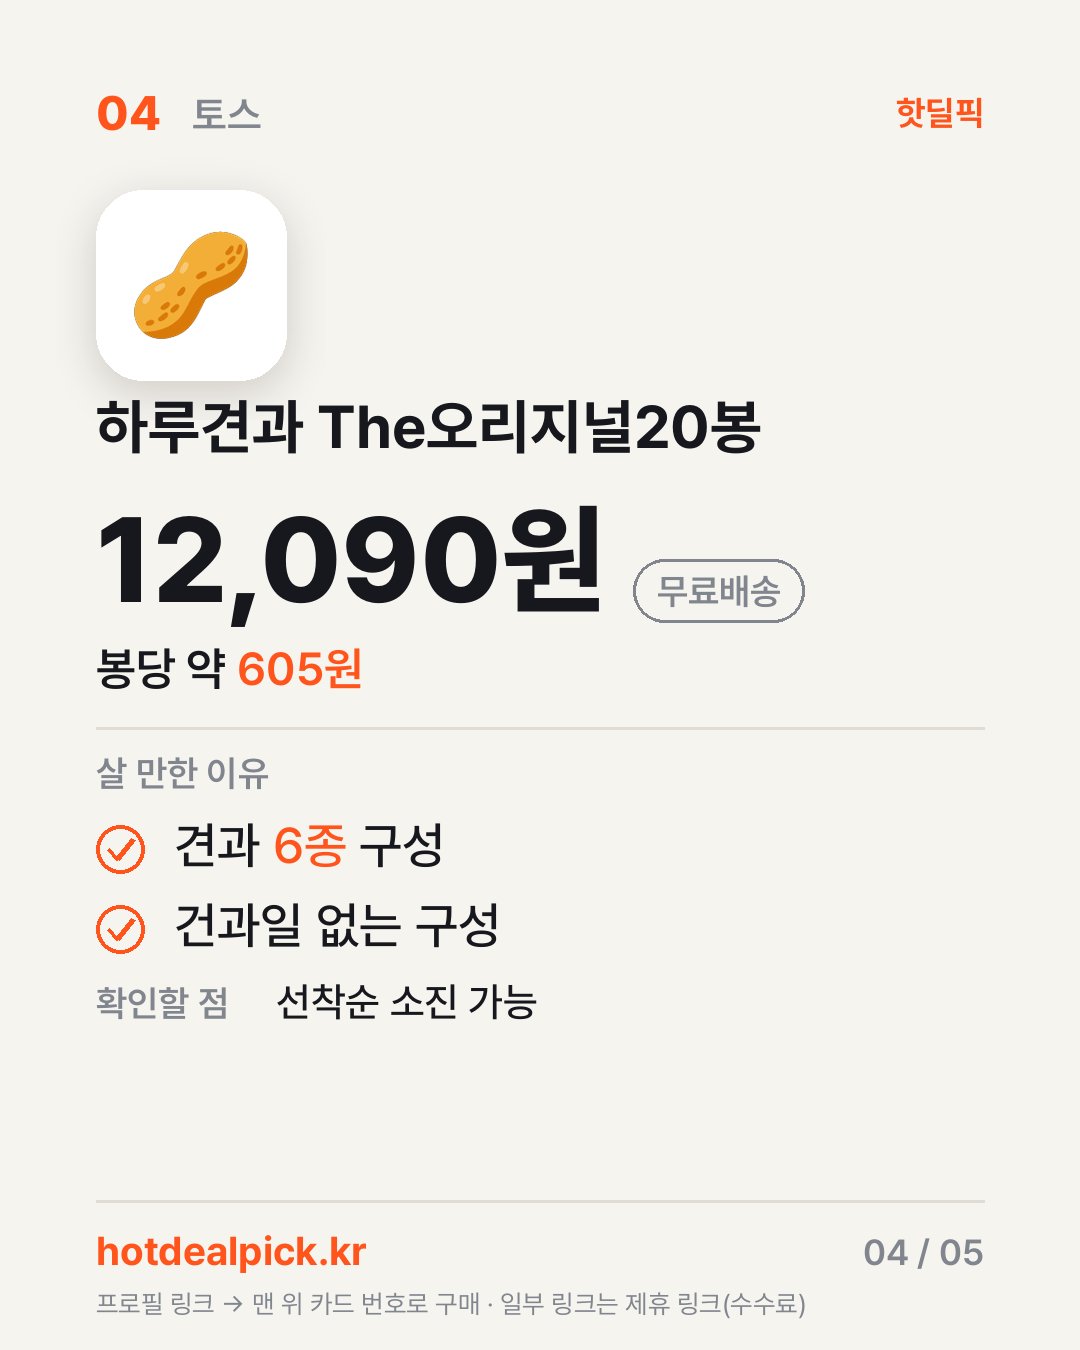 04 토스 핫딜픽
하루견과 The오리지널20봉
12,090원 무료배송
봉당 약 605원
살 만한 이유
견과 6종 구성
건과일 없는 구성
확인할 점 선착순 소진 가능
hotdealpick.kr 04 / 05
프로필 링크 → 맨 위 카드 번호로 구매 · 일부 링크는 제휴 링크(수수료)